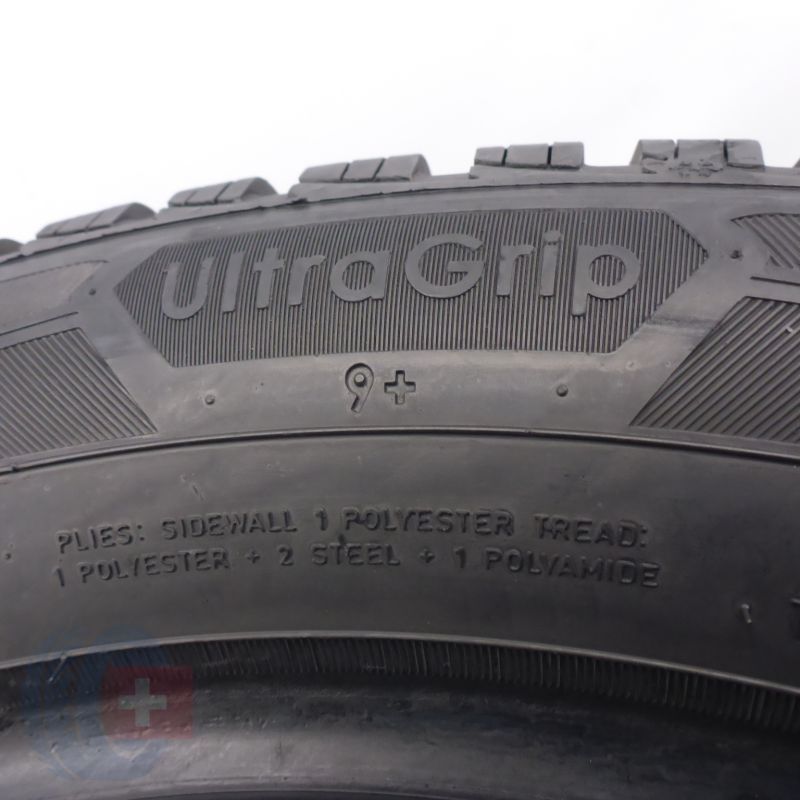 UltraGrip
9+
PLIES: SIDEWALL 1 POLYESTER TREAD:
1 POLYESTER + 2 STEEL + 1 POLYAMIDE